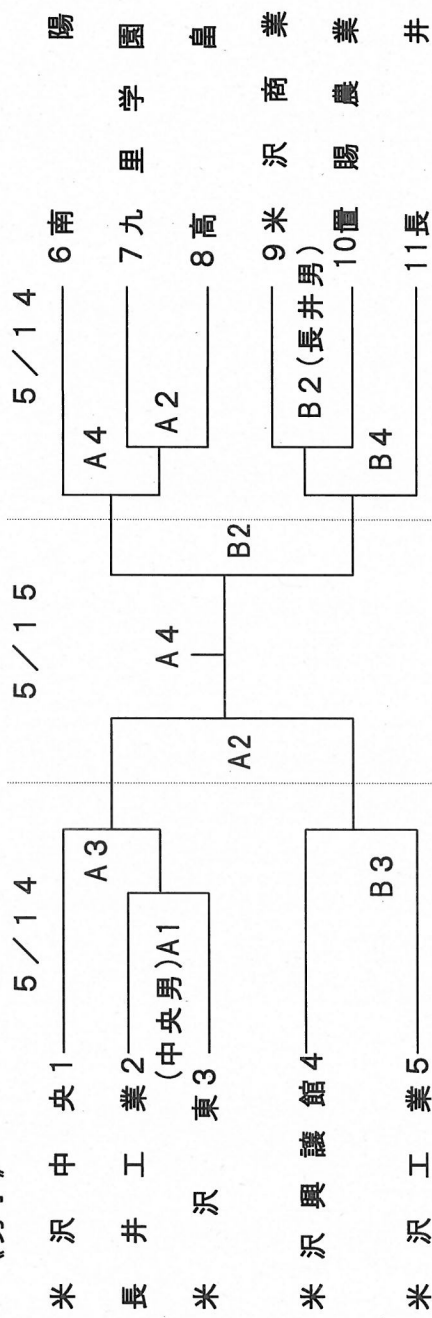 5/14
5/15
5/14
米沢中央1
長井工業2
米沢東3
米沢興譲館4
米沢工業5
A3
(中央男)A1
B3
A2
A4
B2
A4
A2
B2(長井男)
B4
6南陽
7九里学園
8高畠
9米沢商業
10置賜農業
11長井